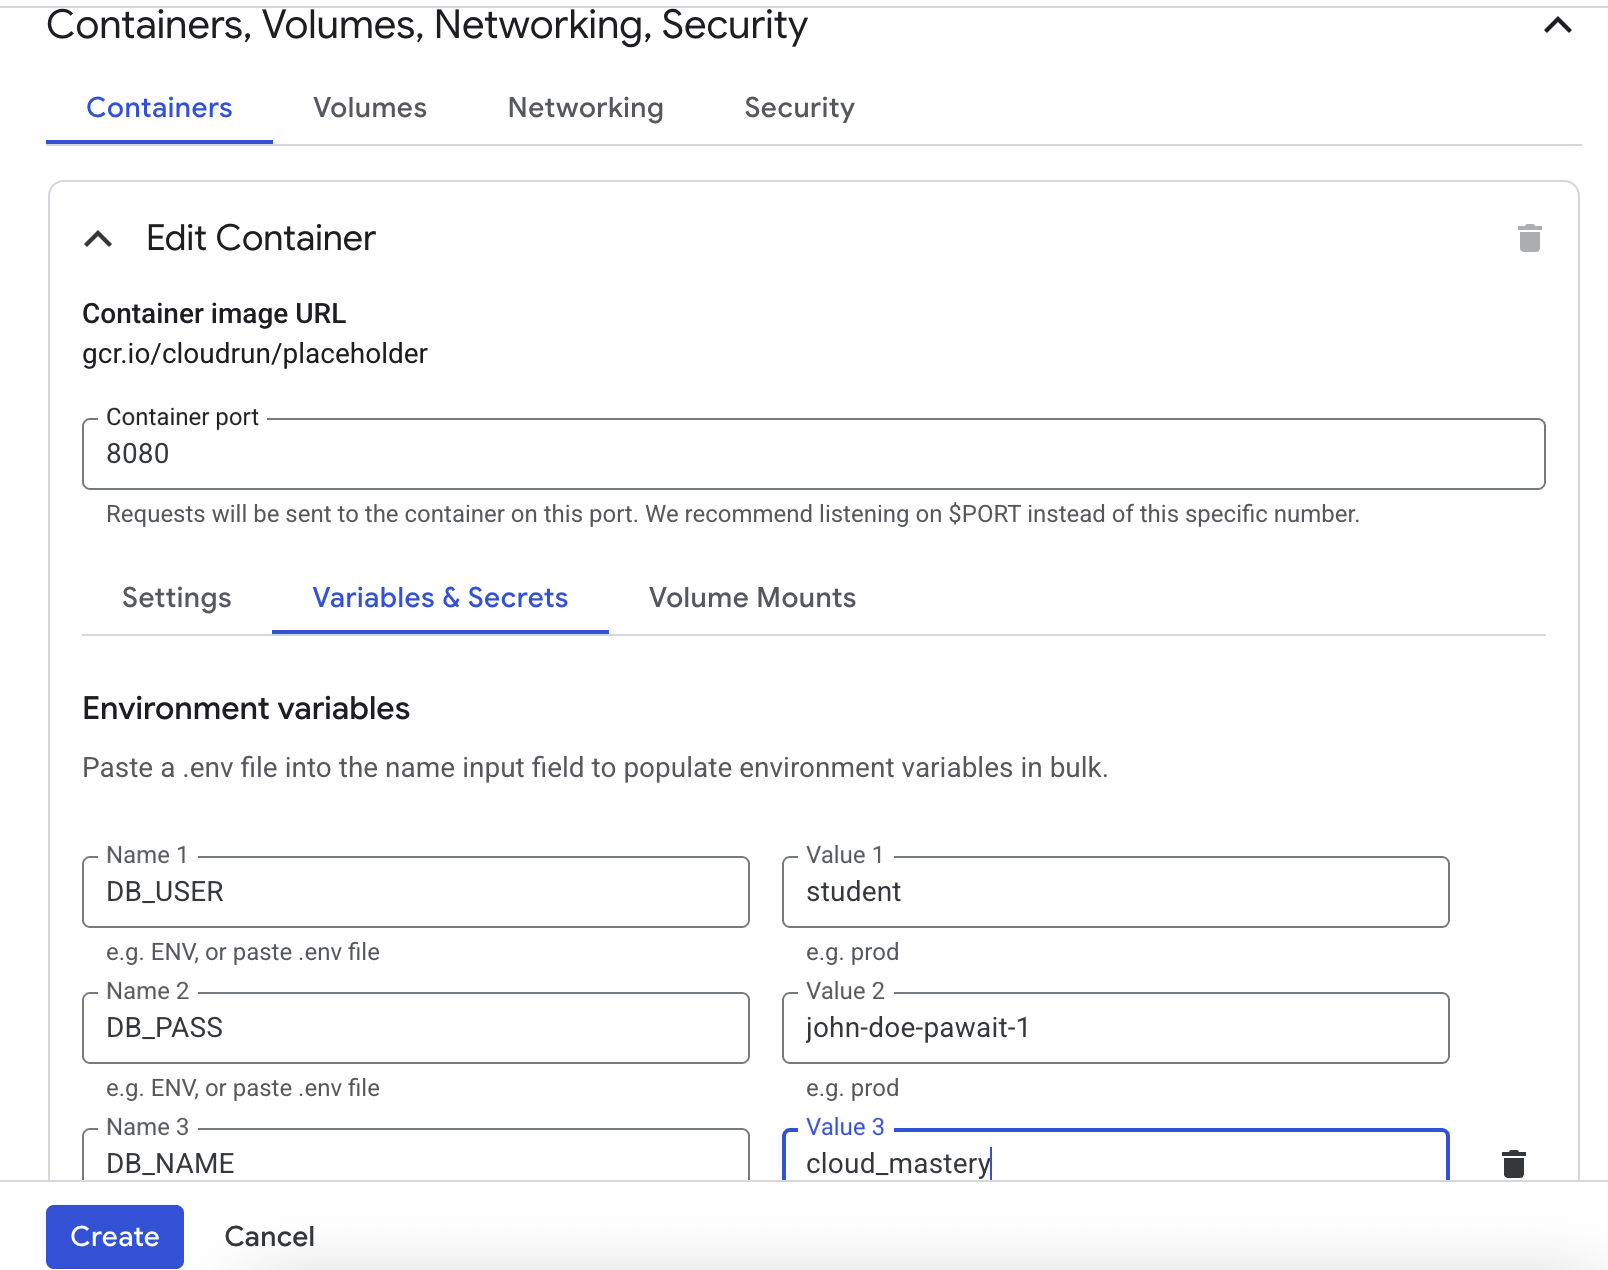 Containers, Volumes, Networking, Security
Containers Volumes Networking Security
Edit Container
Container image URL
gcr.io/cloudrun/placeholder
Container port
8080
Requests will be sent to the container on this port. We recommend listening on $PORT instead of this specific number.
Settings Variables & Secrets Volume Mounts
Environment variables
Paste a .env file into the name input field to populate environment variables in bulk.
Name 1 Value 1
DB_USER student
e.g. ENV, or paste .env file e.g. prod
Name 2 Value 2
DB_PASS john-doe-pawait-1
e.g. ENV, or paste .env file e.g. prod
Name 3 Value 3
DB_NAME cloud_mastery
Create Cancel